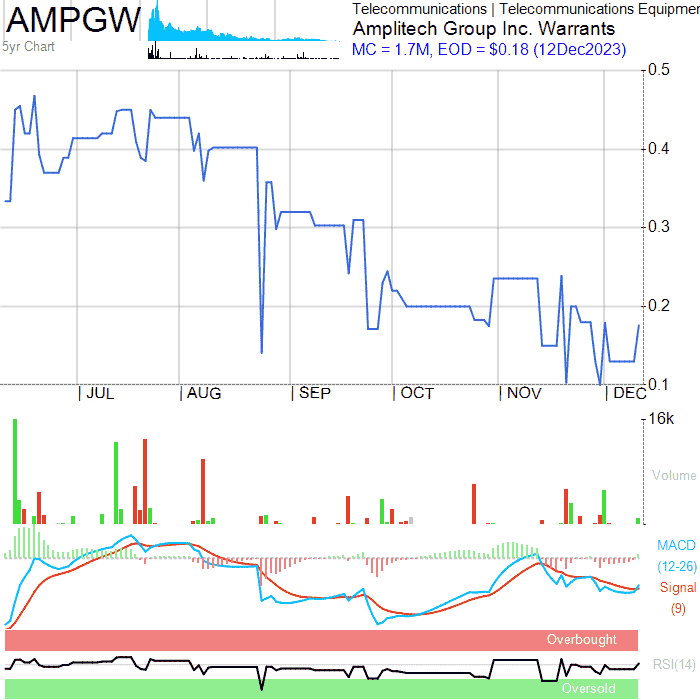 AMPGW
5yr Chart
Telecommunications | Telecommunications Equipmen
Amplitech Group Inc. Warrants
MC = 1.7M, EOD = $0.18 (12Dec2023)
0.5
0.4
0.3
0.2
0.1
| JUL | AUG | SEP | OCT | NOV | DEC
16k
Volume
MACD
(12-26)
Signal
(9)
Overbought
RSI(14)
Oversold